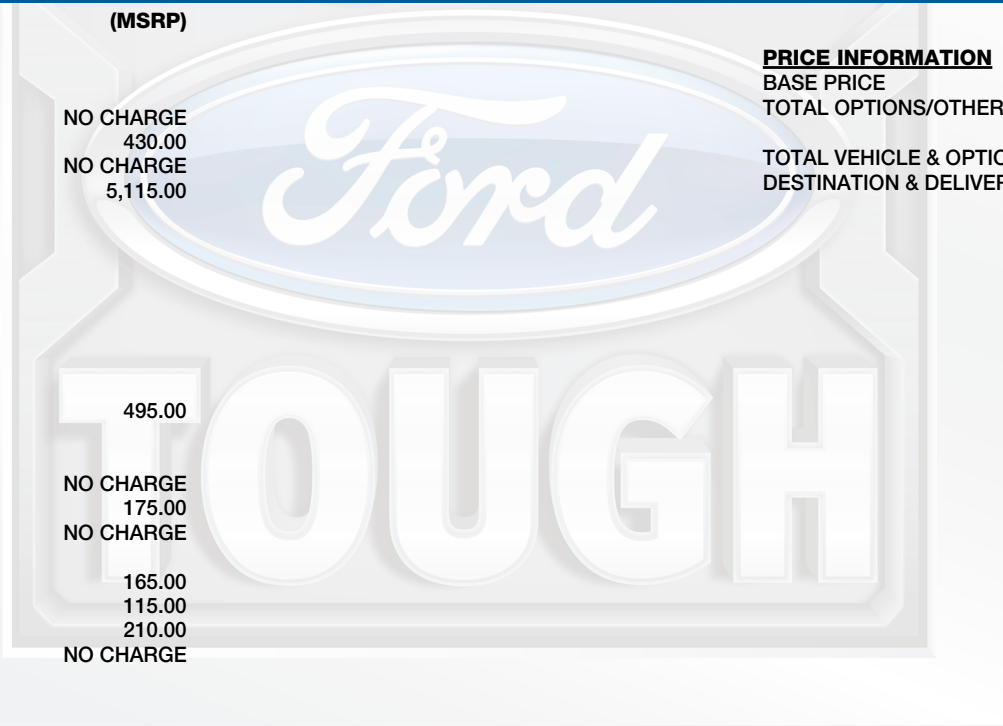 (MSRP)
NO CHARGE
430.00
NO CHARGE
5,115.00
495.00
NO CHARGE
175.00
NO CHARGE
165.00
115.00
210.00
NO CHARGE
PRICE INFORMATION
BASE PRICE
TOTAL OPTIONS/OTHER
TOTAL VEHICLE & OPTIO
DESTINATION & DELIVER
Ford
TOUGH